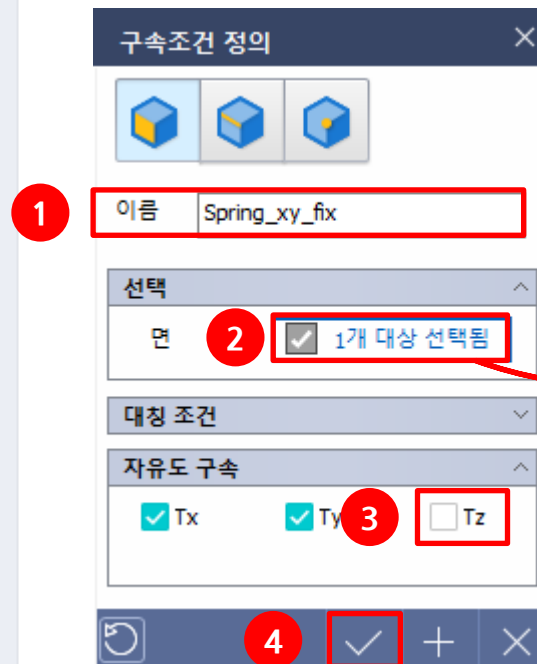 구속조건 정의
1 이름 Spring_xy_fix
선택
면 2 1개 대상 선택됨
대칭 조건
자유도 구속
Tx Ty 3 Tz
4